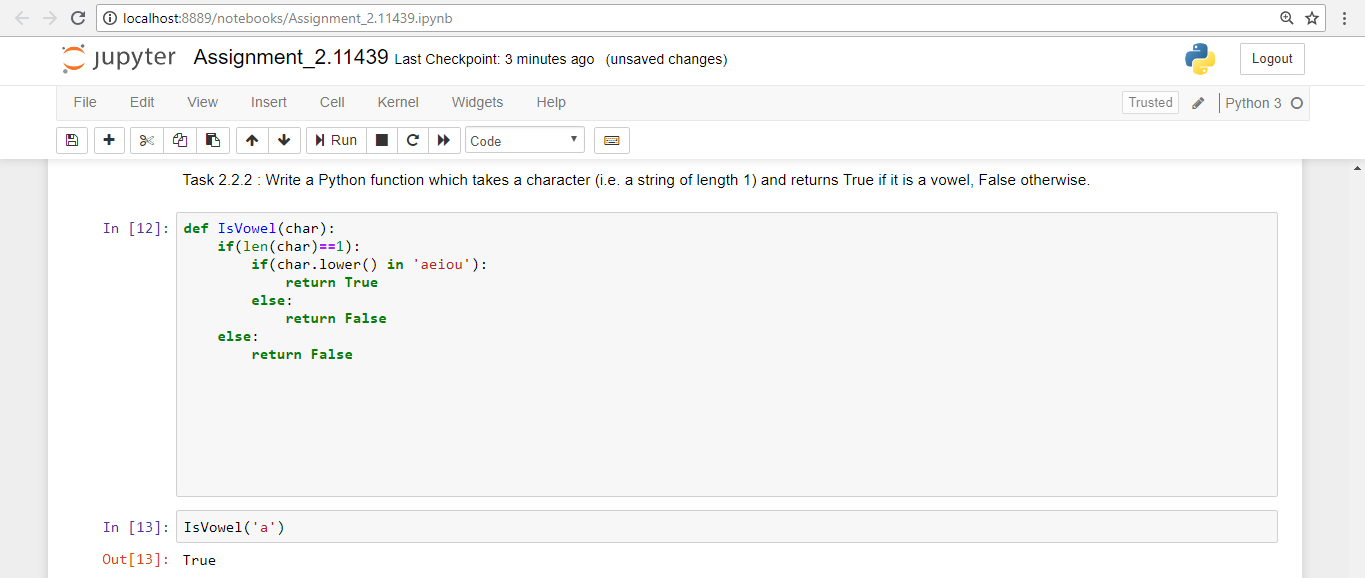 localhost:8889/notebooks/Assignment_2.11439.ipynb
jupyter Assignment_2.11439 Last Checkpoint: 3 minutes ago (unsaved changes) Logout
File Edit View Insert Cell Kernel Widgets Help Trusted Python 3
Run Code
Task 2.2.2 : Write a Python function which takes a character (i.e. a string of length 1) and returns True if it is a vowel, False otherwise.
In [12]: def IsVowel(char):
    if(len(char)==1):
        if(char.lower() in 'aeiou'):
            return True
        else:
            return False
    else:
        return False
In [13]: IsVowel('a')
Out[13]: True